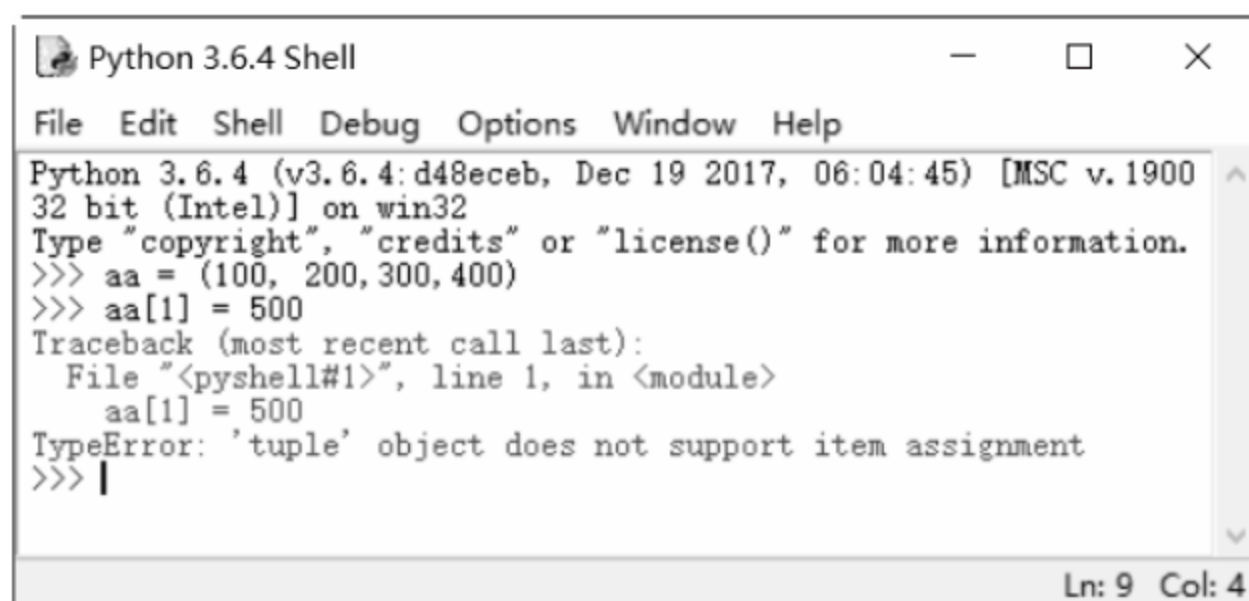 Python 3.6.4 Shell
File Edit Shell Debug Options Window Help
Python 3.6.4 (v3.6.4:d48eceb, Dec 19 2017, 06:04:45) [MSC v.1900
32 bit (Intel)] on win32
Type "copyright", "credits" or "license()" for more information.
>>> aa = (100, 200,300,400)
>>> aa[1] = 500
Traceback (most recent call last):
  File "<pyshell#1>", line 1, in <module>
    aa[1] = 500
TypeError: 'tuple' object does not support item assignment
>>>
Ln: 9 Col: 4